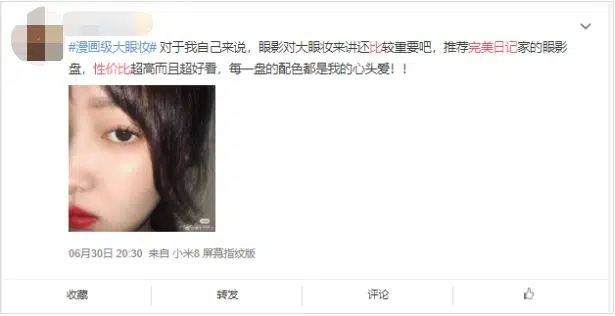 #漫画级大眼妆# 对于我自己来说，眼影对大眼妆来讲还比较重要吧，推荐完美日记家的眼影
盘，性价比超高而且超好看，每一盘的配色都是我的心头爱！！
06月30日 20:30 来自 小米8 屏幕指纹版
收藏 转发 评论